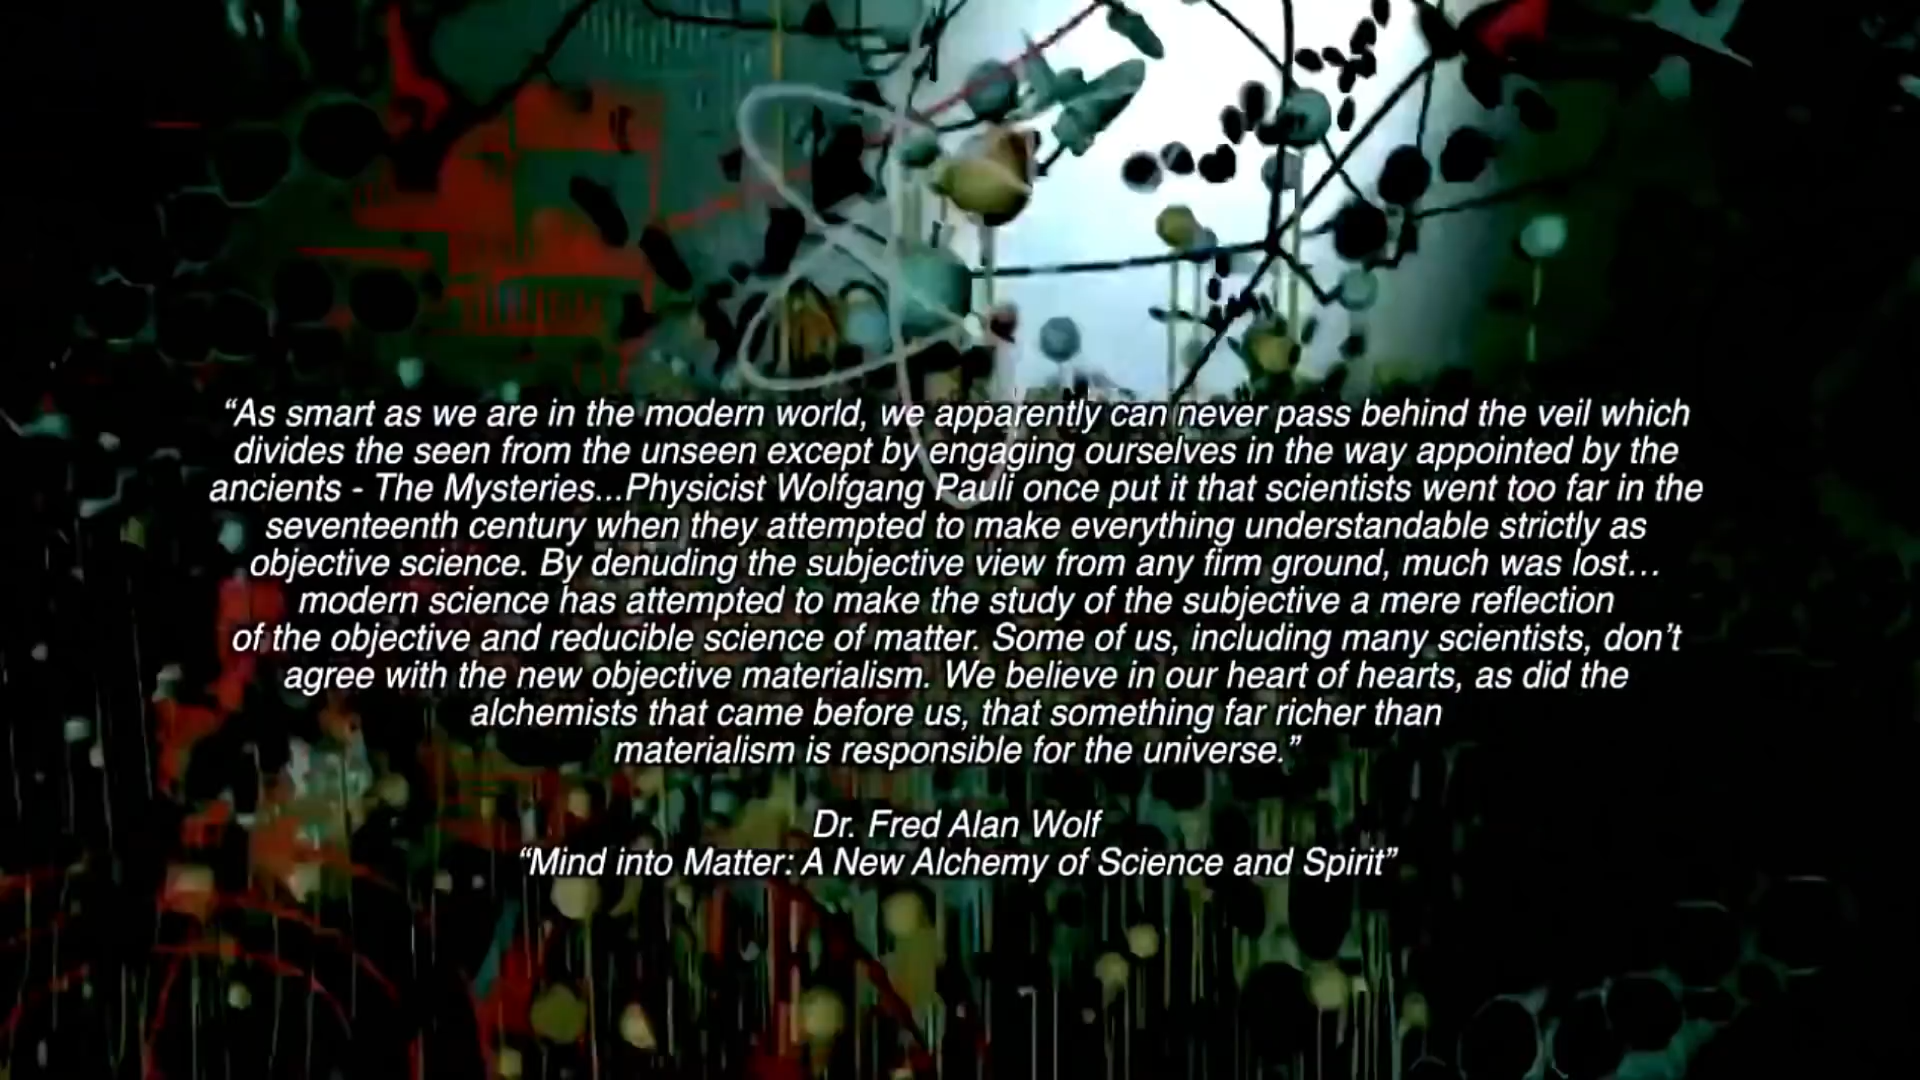 “As smart as we are in the modern world, we apparently can never pass behind the veil which
divides the seen from the unseen except by engaging ourselves in the way appointed by the
ancients - The Mysteries...Physicist Wolfgang Pauli once put it that scientists went too far in the
seventeenth century when they attempted to make everything understandable strictly as
objective science. By denuding the subjective view from any firm ground, much was lost…
modern science has attempted to make the study of the subjective a mere reflection
of the objective and reducible science of matter. Some of us, including many scientists, don’t
agree with the new objective materialism. We believe in our heart of hearts, as did the
alchemists that came before us, that something far richer than
materialism is responsible for the universe.”
Dr. Fred Alan Wolf
“Mind into Matter: A New Alchemy of Science and Spirit”